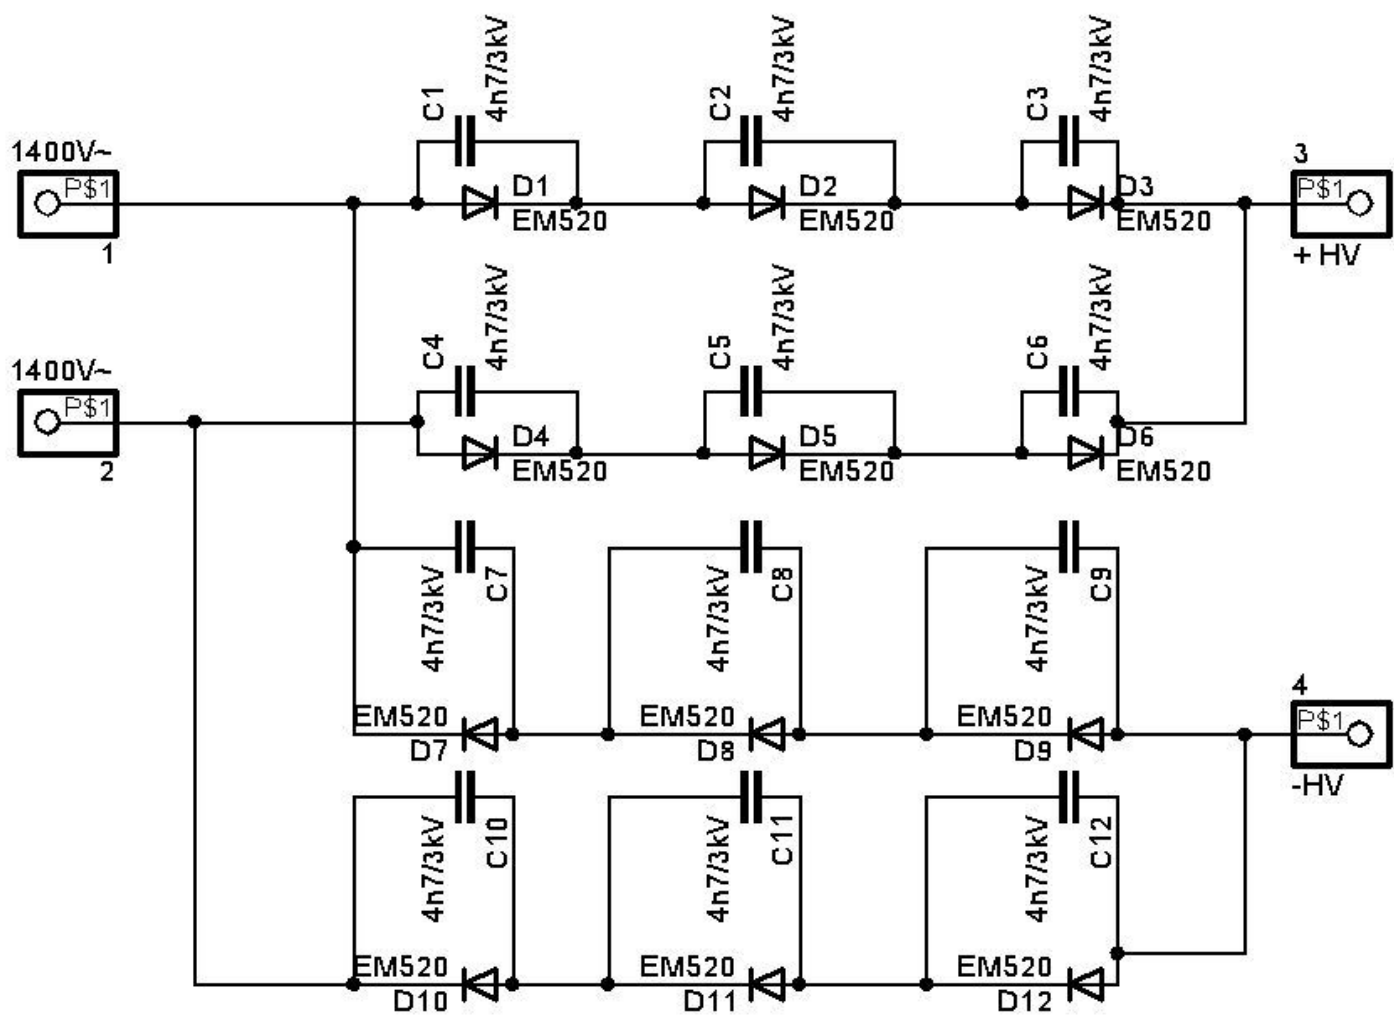 C1
4n7/3kV
C2
4n7/3kV
C3
4n7/3kV
1400V~
P$1
1
D1
EM520
D2
EM520
D3
EM520
3
P$1
+ HV
C4
4n7/3kV
C5
4n7/3kV
C6
4n7/3kV
1400V~
P$1
2
D4
EM520
D5
EM520
D6
EM520
4n7/3kV
C7
4n7/3kV
C8
4n7/3kV
C9
EM520
D7
EM520
D8
EM520
D9
4
P$1
-HV
4n7/3kV
C10
4n7/3kV
C11
4n7/3kV
C12
EM520
D10
EM520
D11
EM520
D12